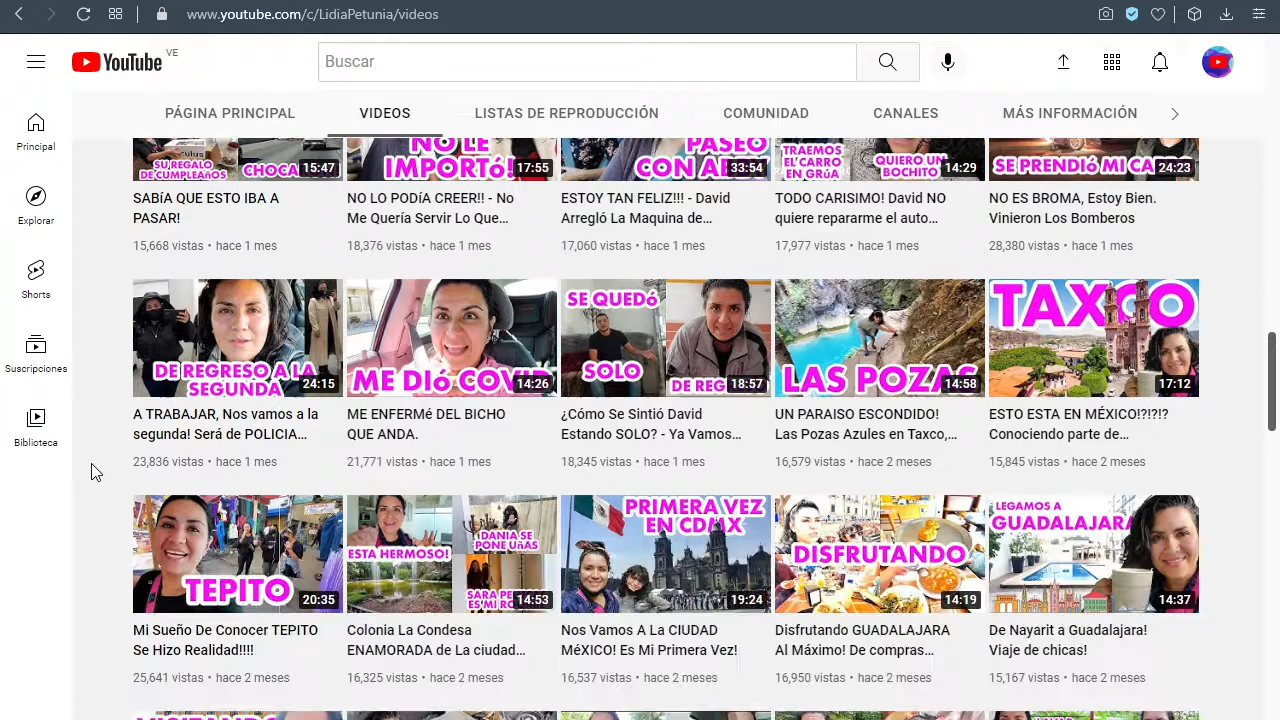 www.youtube.com/c/LidiaPetunia/videos
YouTube VE
Buscar
PÁGINA PRINCIPAL VIDEOS LISTAS DE REPRODUCCIÓN COMUNIDAD CANALES MÁS INFORMACIÓN
Principal
Explorar
Shorts
Suscripciones
Biblioteca
SU REGALO
DE CUMPLEAñOS
15:47
NO LE
IMPORTó!
17:55
PASEO
33:54
TRAEMOS
EL CARRO
EN GRúA
QUIERO UN
BOCHITO
14:29
SE PRENDIó MI
24:23
SABíA QUE ESTO IBA A
PASAR!
15,668 vistas • hace 1 mes
NO LO PODíA CREER!! - No
Me Quería Servir Lo Que…
18,376 vistas • hace 1 mes
ESTOY TAN FELIZ!!! - David
Arregló La Maquina de…
17,060 vistas • hace 1 mes
TODO CARISIMO! David NO
quiere repararme el auto…
17,977 vistas • hace 1 mes
NO ES BROMA, Estoy Bien.
Vinieron Los Bomberos
28,380 vistas • hace 1 mes
DE REGRESO A LA
SEGUNDA
24:15
ME DIó COVID
14:26
SE QUEDó
SOLO
18:57
LAS POZAS
14:58
TAXCO
17:12
A TRABAJAR, Nos vamos a la
segunda! Será de POLICIA…
23,836 vistas • hace 1 mes
ME ENFERMé DEL BICHO
QUE ANDA.
21,771 vistas • hace 1 mes
¿Cómo Se Sintió David
Estando SOLO? - Ya Vamos…
18,345 vistas • hace 1 mes
UN PARAISO ESCONDIDO!
Las Pozas Azules en Taxco,…
16,579 vistas • hace 2 meses
ESTO ESTA EN MÉXICO!?!?!?
Conociendo parte de…
15,845 vistas • hace 2 meses
TEPITO
20:35
ESTA HERMOSO!
DANIA SE
PONE UñAS
14:53
PRIMERA VEZ
EN CDMX
19:24
DISFRUTANDO
14:19
LEGAMOS A
GUADALAJARA
14:37
Mi Sueño De Conocer TEPITO
Se Hizo Realidad!!!!
25,641 vistas • hace 2 meses
Colonia La Condesa
ENAMORADA de La ciudad…
16,325 vistas • hace 2 meses
Nos Vamos A La CIUDAD
MéXICO! Es Mi Primera Vez!
16,537 vistas • hace 2 meses
Disfrutando GUADALAJARA
Al Máximo! De compras…
16,950 vistas • hace 2 meses
De Nayarit a Guadalajara!
Viaje de chicas!
15,167 vistas • hace 2 meses